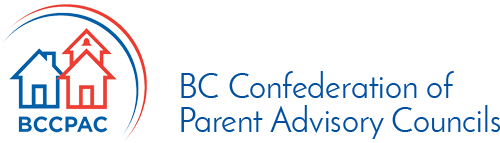 BCCPAC
BC Confederation of
Parent Advisory Councils